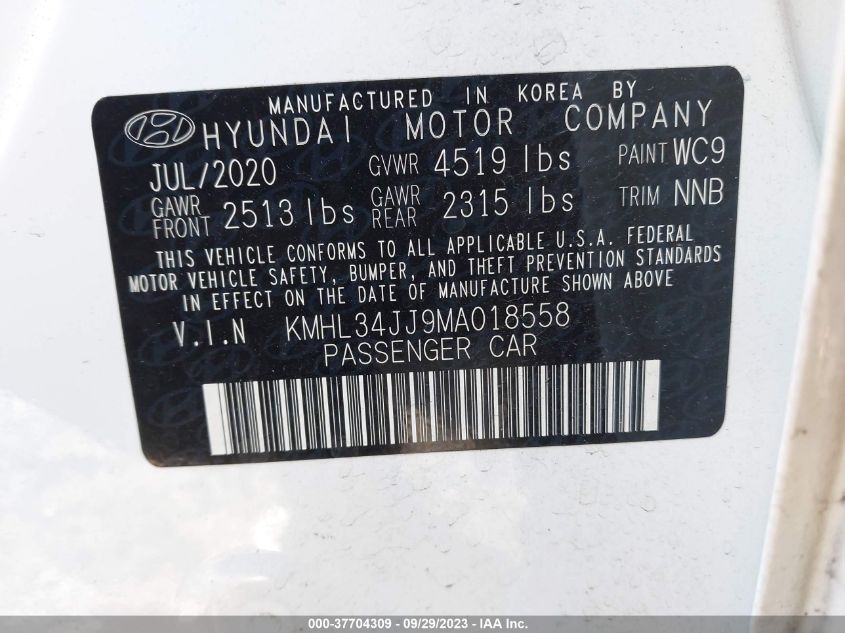 MANUFACTURED IN KOREA BY
HYUNDAI MOTOR COMPANY
JUL/2020 GVWR 4519 lbs PAINT WC9
GAWR FRONT 2513 lbs GAWR REAR 2315 lbs TRIM NNB
THIS VEHICLE CONFORMS TO ALL APPLICABLE U.S.A. FEDERAL
MOTOR VEHICLE SAFETY, BUMPER, AND THEFT PREVENTION STANDARDS
IN EFFECT ON THE DATE OF MANUFACTURE SHOWN ABOVE
V.I.N KMHL34JJ9MA018558
PASSENGER CAR
000-37704309 - 09/29/2023 - IAA Inc.